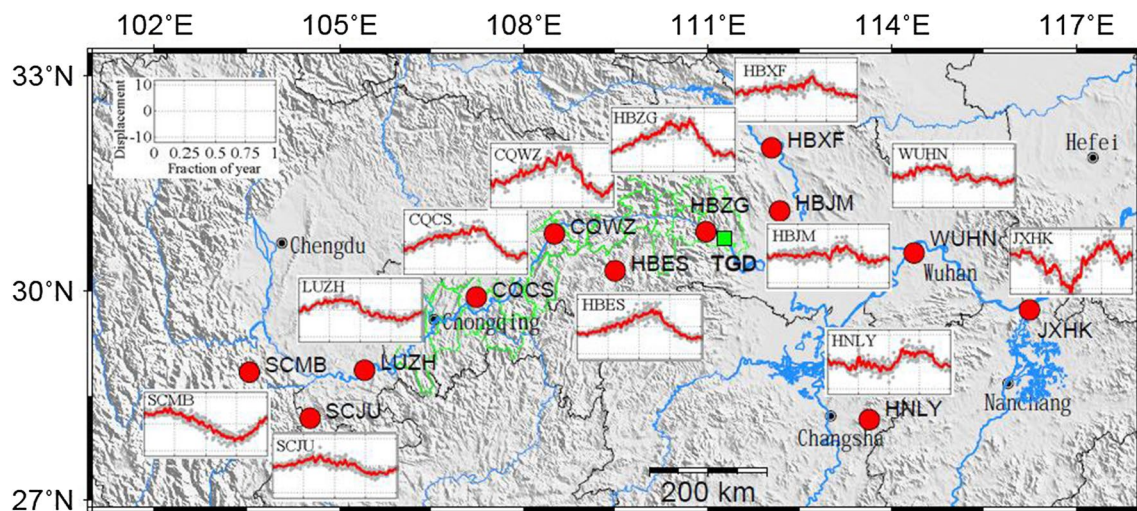 102°E 105°E 108°E 111°E 114°E 117°E
33°N
30°N
27°N
Displacement
10
0
-10
0 0.25 0.5 0.75 1
Fraction of year
HBXF
HBXF
HBZG
HBZG
CQWZ
CQWZ
WUHN
WUHN
Wuhan
Hefei
CQCS
CQCS
Chengdu
HBJM
HBJM
TGD
JXHK
JXHK
LUZH
LUZH
Chongqing
HBES
HBES
SCMB
SCMB
SCJU
SCJU
HNLY
HNLY
Changsha
Nanchang
200 km